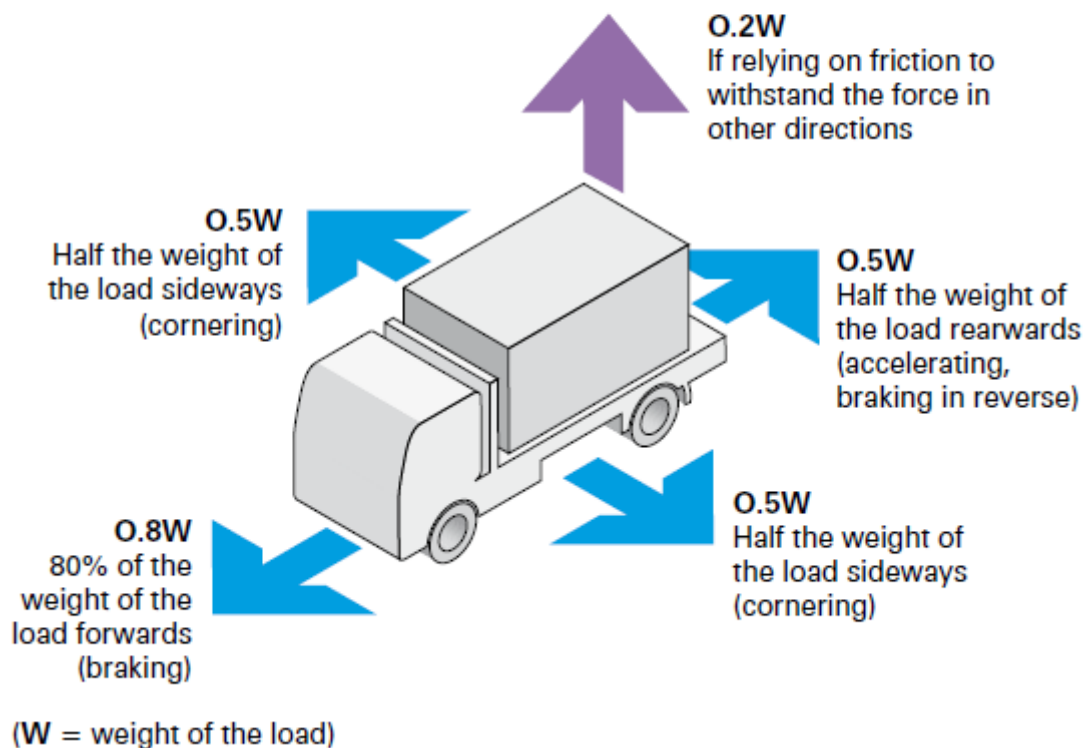 O.2W
If relying on friction to
withstand the force in
other directions
O.5W
Half the weight of
the load sideways
(cornering)
O.5W
Half the weight of
the load rearwards
(accelerating,
braking in reverse)
O.8W
80% of the
weight of the
load forwards
(braking)
O.5W
Half the weight of
the load sideways
(cornering)
(W = weight of the load)